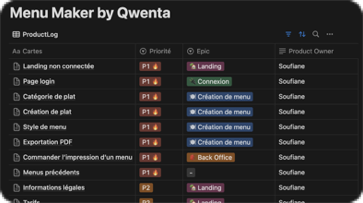 Menu Maker by Qwenta
ProductLog
Aa Cartes Priorité Epic Product Owner
Landing non connectée P1 Landing Soufiane
Page login P1 Connexion Soufiane
Catégorie de plat P1 Création de menu Soufiane
Création de plat P1 Création de menu Soufiane
Style de menu P1 Création de menu Soufiane
Exportation PDF P1 Création de menu Soufiane
Commander l'impression d'un menu P1 Back Office Soufiane
Menus précédents P1 - Soufiane
Informations légales P2 Landing Soufiane
Tarifs P2 Landing Soufiane